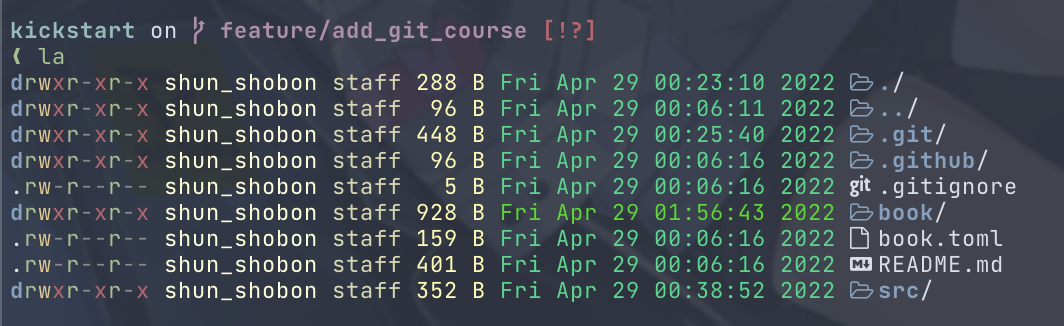 kickstart on feature/add_git_course [!?]
❨ la
drwxr-xr-x shun_shobon staff 288 B Fri Apr 29 00:23:10 2022 ./
drwxr-xr-x shun_shobon staff 96 B Fri Apr 29 00:06:11 2022 ../
drwxr-xr-x shun_shobon staff 448 B Fri Apr 29 00:25:40 2022 .git/
drwxr-xr-x shun_shobon staff 96 B Fri Apr 29 00:06:16 2022 .github/
.rw-r--r-- shun_shobon staff 5 B Fri Apr 29 00:06:16 2022 git .gitignore
drwxr-xr-x shun_shobon staff 928 B Fri Apr 29 01:56:43 2022 book/
.rw-r--r-- shun_shobon staff 159 B Fri Apr 29 00:06:16 2022 book.toml
.rw-r--r-- shun_shobon staff 401 B Fri Apr 29 00:06:16 2022 README.md
drwxr-xr-x shun_shobon staff 352 B Fri Apr 29 00:38:52 2022 src/